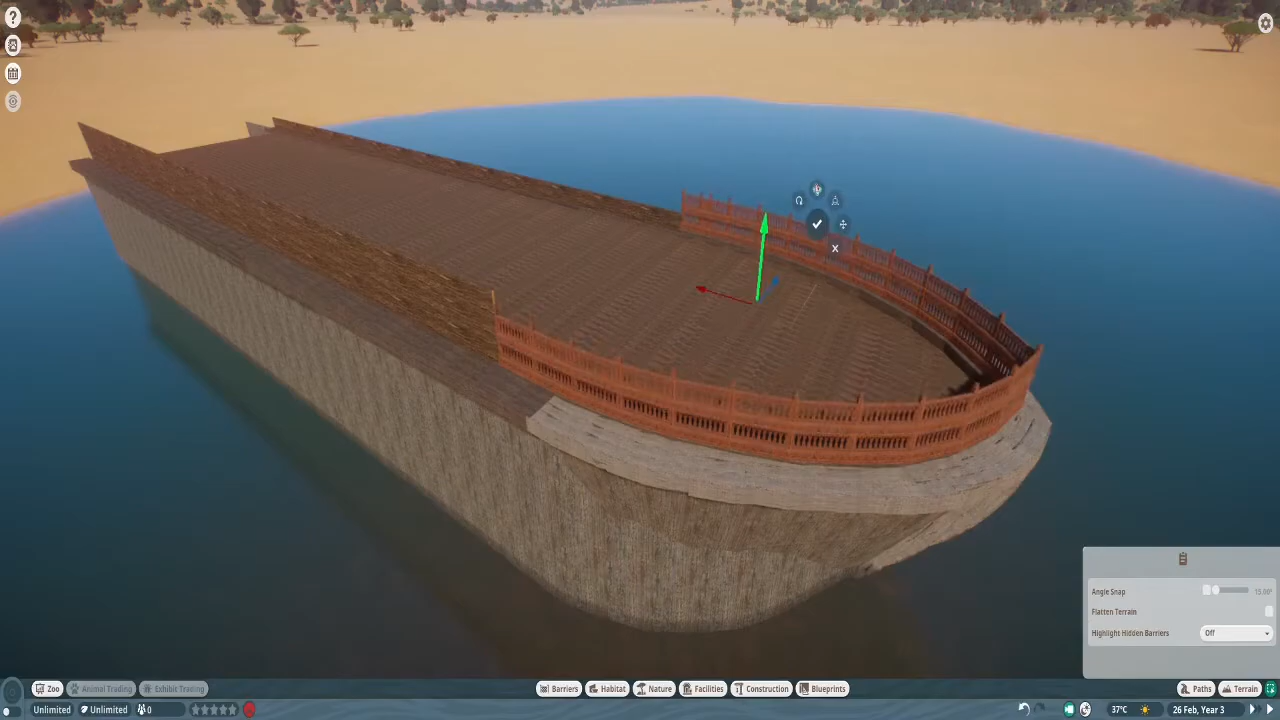 Angle Snap 15.00°
Flatten Terrain
Highlight Hidden Barriers Off
Zoo Animal Trading Exhibit Trading Barriers Habitat Nature Facilities Construction Blueprints Paths Terrain
Unlimited Unlimited 0 37°C 26 Feb, Year 3